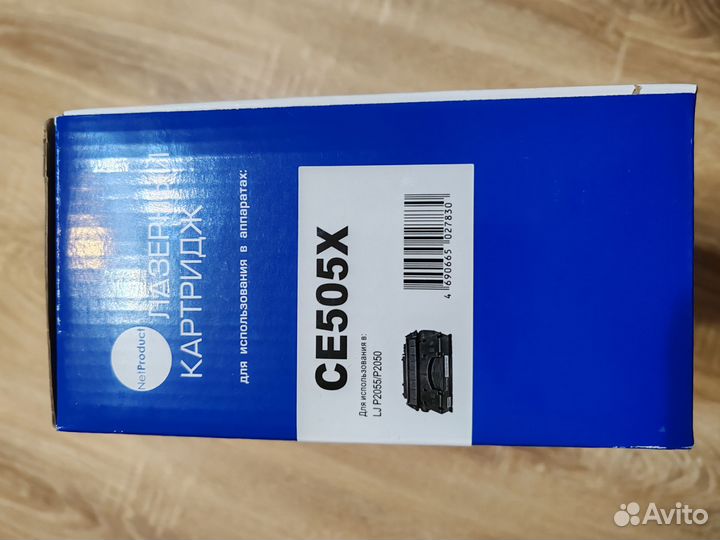 NetProduct
ЛАЗЕРНЫЙ
КАРТРИДЖ
для использования в аппаратах:
CE505X
Для использования в:
LJ P2055/P2050
4 690665 027830
Avito